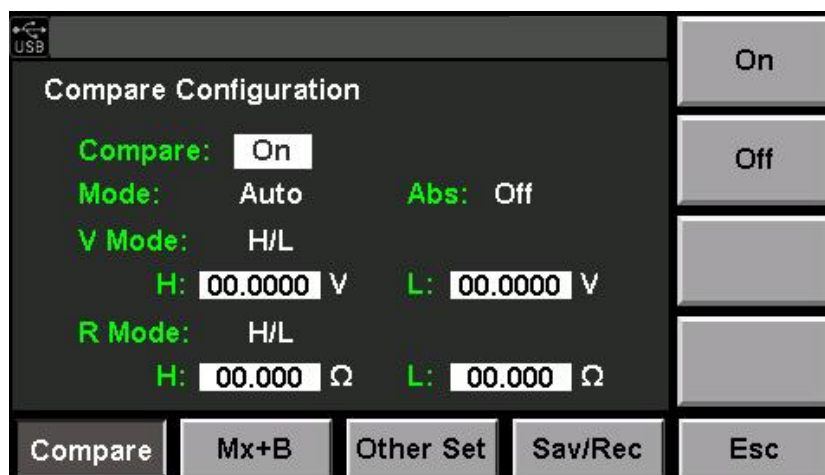 USB
Compare Configuration
Compare: On
Mode: Auto Abs: Off
V Mode: H/L
H: 00.0000 V L: 00.0000 V
R Mode: H/L
H: 00.000 Ω L: 00.000 Ω
On
Off
Compare Mx+B Other Set Sav/Rec Esc